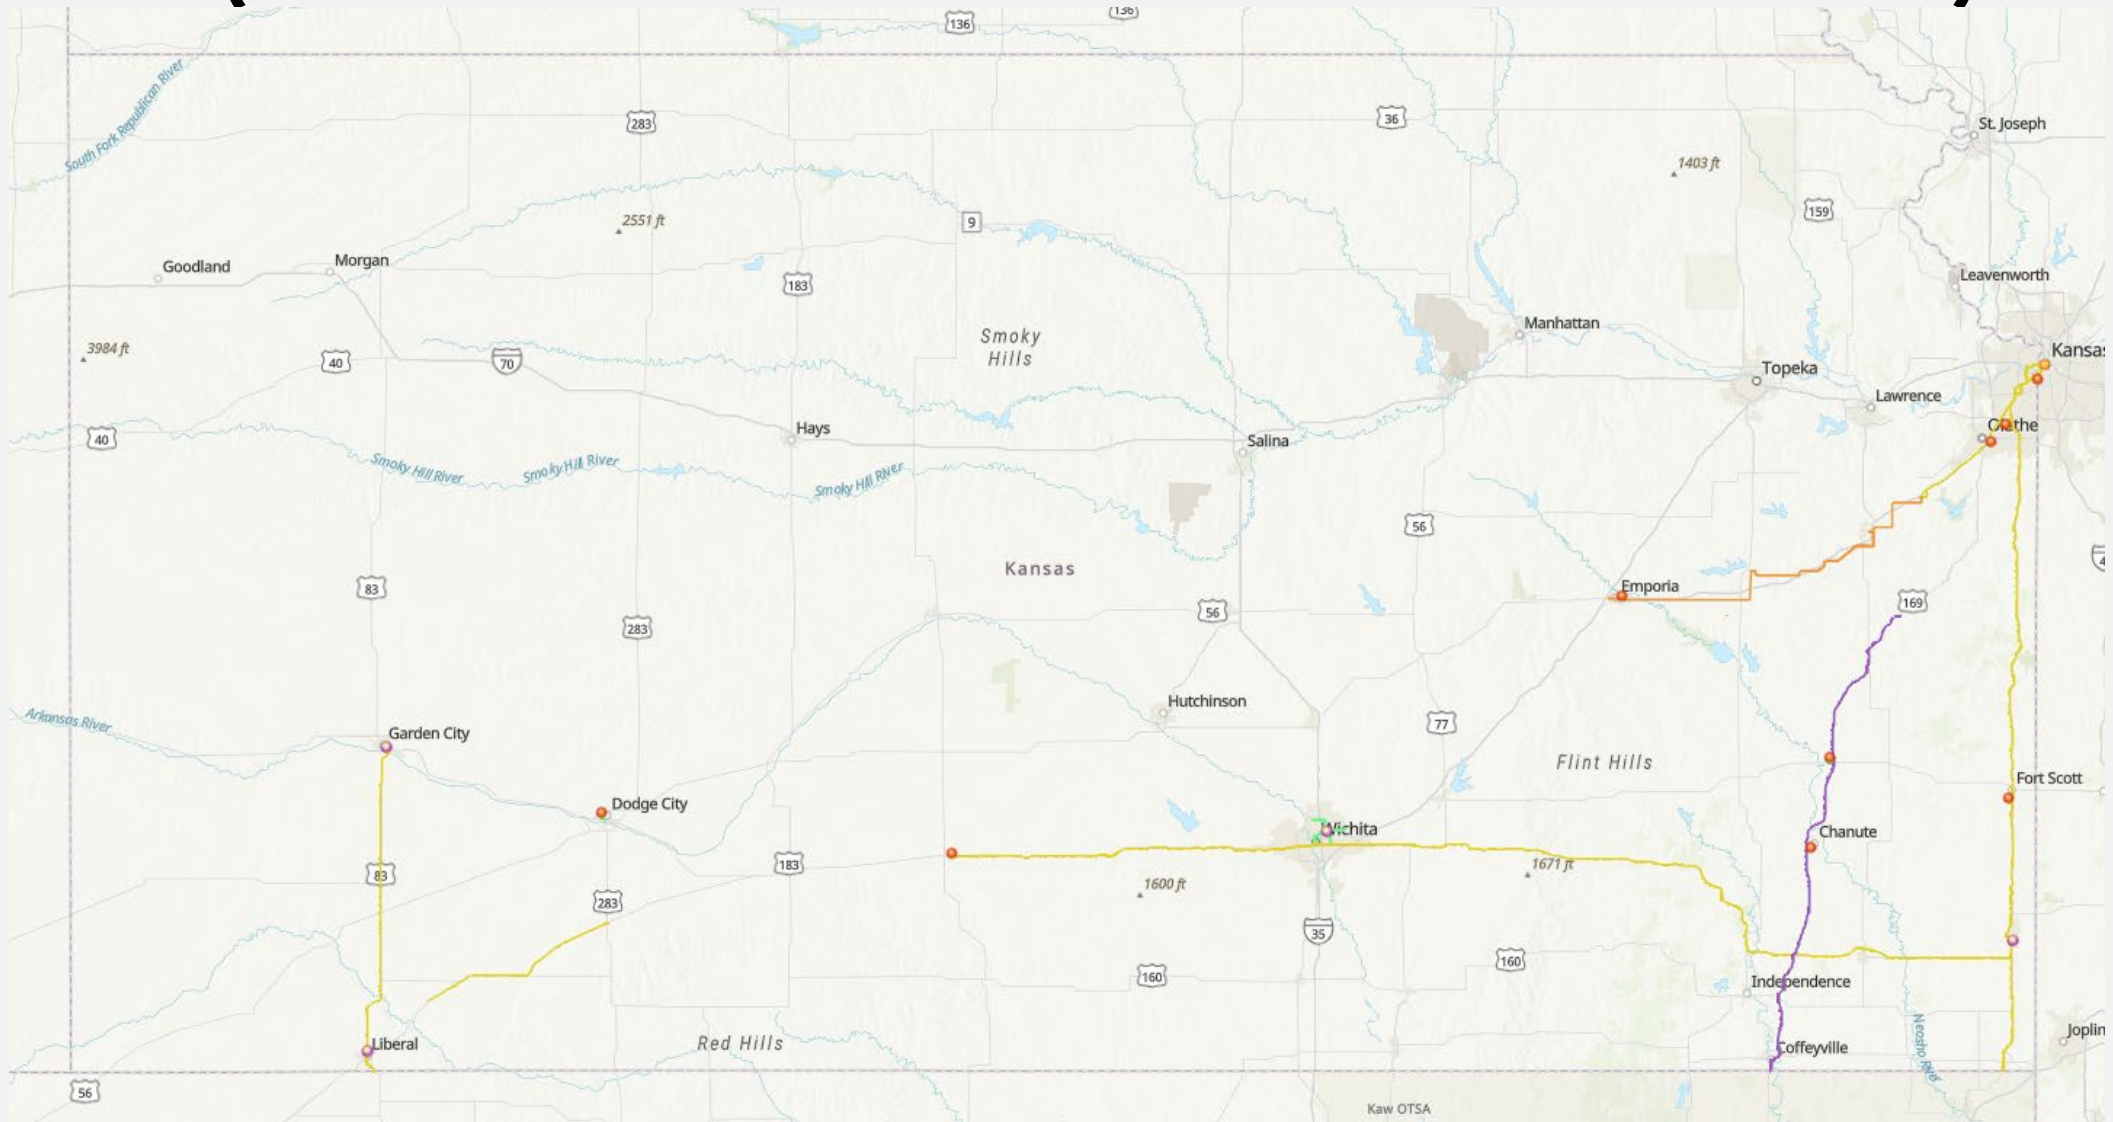 136
136
South Fork Republican River
283
36
St. Joseph
1403 ft
2551 ft
9
159
Goodland
Morgan
183
Leavenworth
Smoky
Hills
Manhattan
3984 ft
40
70
Kansas
Topeka
Lawrence
40
Hays
Salina
Olathe
Smoky Hill River
Smoky Hill River
Smoky Hill River
56
Kansas
83
Emporia
56
169
283
Hutchinson
Arkansas River
Garden City
77
Flint Hills
Fort Scott
Dodge City
Wichita
Chanute
83
183
1671 ft
1600 ft
283
35
160
160
Independence
Neosho River
Liberal
Red Hills
Coffeyville
Joplin
56
Kaw OTSA